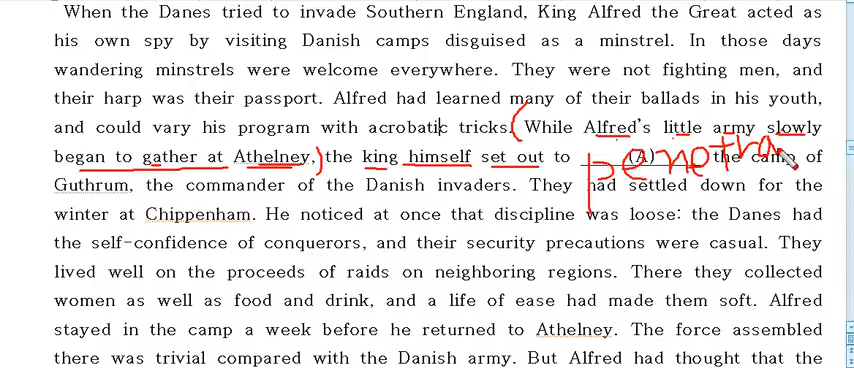 When the Danes tried to invade Southern England, King Alfred the Great acted as
his own spy by visiting Danish camps disguised as a minstrel. In those days
wandering minstrels were welcome everywhere. They were not fighting men, and
their harp was their passport. Alfred had learned many of their ballads in his youth,
and could vary his program with acrobatic tricks. (While Alfred's little army slowly
began to gather at Athelney,) the king himself set out to (A) the camp of
penetra
Guthrum, the commander of the Danish invaders. They had settled down for the
winter at Chippenham. He noticed at once that discipline was loose: the Danes had
the self-confidence of conquerors, and their security precautions were casual. They
lived well on the proceeds of raids on neighboring regions. There they collected
women as well as food and drink, and a life of ease had made them soft. Alfred
stayed in the camp a week before he returned to Athelney. The force assembled
there was trivial compared with the Danish army. But Alfred had thought that the